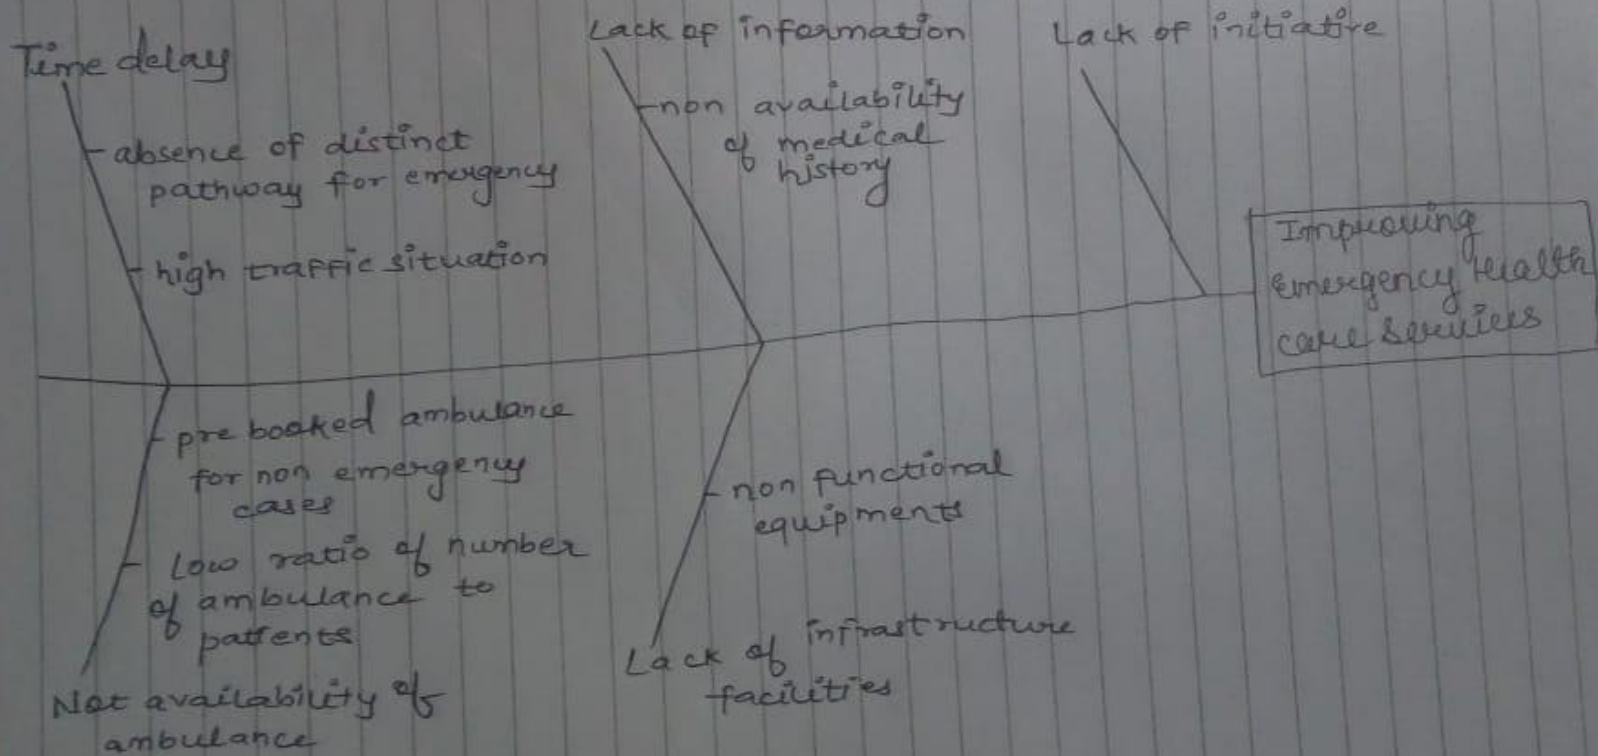 Time delay
absence of distinct
pathway for emergency
high traffic situation
Lack of information
non availability
of medical
history
Lack of initiative
Improving
emergency Health
care Services
pre booked ambulance
for non emergency
cases
Low ratio of number
of ambulance to
patients
Not availability of
ambulance
non functional
equipments
Lack of infrastructure
facilities